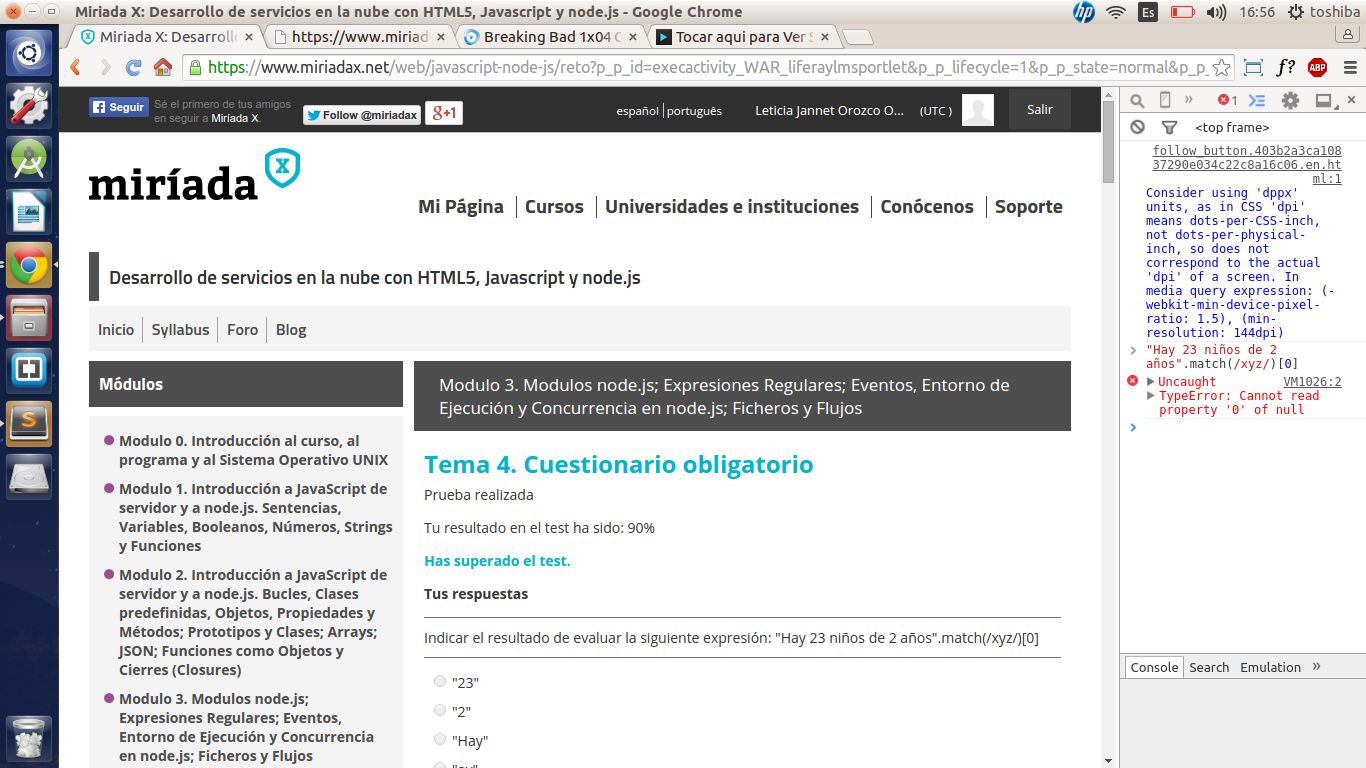 Miriada X: Desarrollo de servicios en la nube con HTML5, Javascript y node.js - Google Chrome
Es
16:56
toshiba
Miriada X: Desarroll
https://www.miriad
Breaking Bad 1x04
Tocar aqui para Ver
https://www.miriadax.net/web/javascript-node-js/reto?p_p_id=execactivity_WAR_liferaylmsportlet&p_p_lifecycle=1&p_p_state=normal&p_p_
f?
ABP
Seguir
Sé el primero de tus amigos
en seguir a Miríada X.
Follow @miriadax
g+1
español
português
Leticia Jannet Orozco O...
(UTC )
Salir
miríada X
Mi Página
Cursos
Universidades e instituciones
Conócenos
Soporte
Desarrollo de servicios en la nube con HTML5, Javascript y node.js
Inicio
Syllabus
Foro
Blog
Módulos
Modulo 0. Introducción al curso, al
programa y al Sistema Operativo UNIX
Modulo 1. Introducción a JavaScript de
servidor y a node.js. Sentencias,
Variables, Booleanos, Números, Strings
y Funciones
Modulo 2. Introducción a JavaScript de
servidor y a node.js. Bucles, Clases
predefinidas, Objetos, Propiedades y
Métodos; Prototipos y Clases; Arrays;
JSON; Funciones como Objetos y
Cierres (Closures)
Modulo 3. Modulos node.js;
Expresiones Regulares; Eventos,
Entorno de Ejecución y Concurrencia
en node.js; Ficheros y Flujos
Modulo 3. Modulos node.js; Expresiones Regulares; Eventos, Entorno de
Ejecución y Concurrencia en node.js; Ficheros y Flujos
Tema 4. Cuestionario obligatorio
Prueba realizada
Tu resultado en el test ha sido: 90%
Has superado el test.
Tus respuestas
Indicar el resultado de evaluar la siguiente expresión: "Hay 23 niños de 2 años".match(/xyz/)[0]
"23"
"2"
"Hay"
1
<top frame>
follow_button.403b2a3ca108
37290e034c22c8a16c06.en.ht
ml:1
Consider using 'dppx'
units, as in CSS 'dpi'
means dots-per-CSS-inch,
not dots-per-physical-
inch, so does not
correspond to the actual
'dpi' of a screen. In
media query expression: (-
webkit-min-device-pixel-
ratio: 1.5), (min-
resolution: 144dpi)
"Hay 23 niños de 2
años".match(/xyz/)[0]
Uncaught
VM1026:2
TypeError: Cannot read
property '0' of null
Console
Search
Emulation